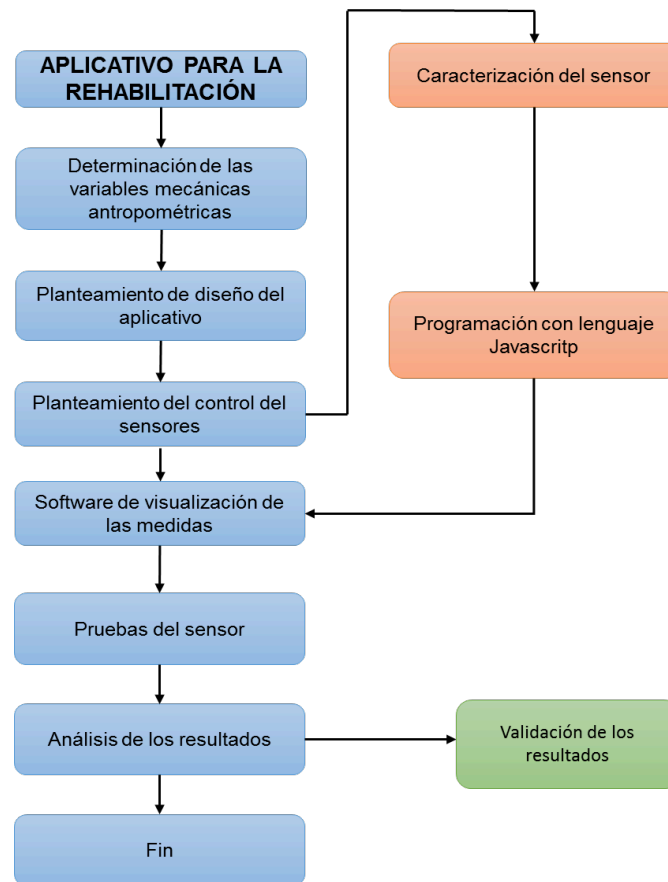 APLICATIVO PARA LA
REHABILITACIÓN
Determinación de las
variables mecánicas
antropométricas
Planteamiento de diseño del
aplicativo
Planteamiento del control del
sensores
Software de visualización de
las medidas
Pruebas del sensor
Análisis de los resultados
Fin
Caracterización del sensor
Programación con lenguaje
Javascritp
Validación de los
resultados